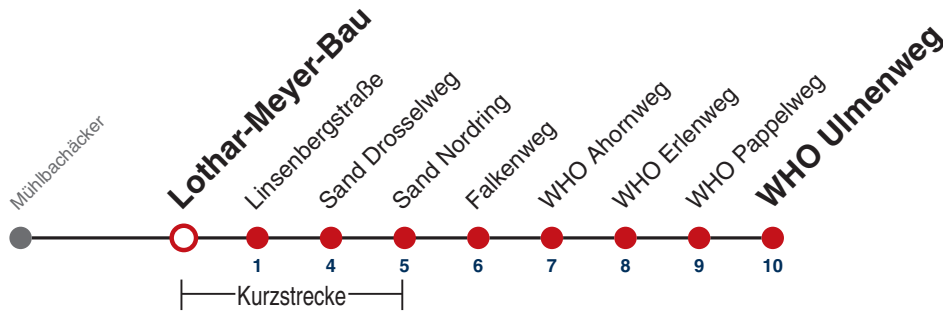 Mühlbachäcker
Lothar-Meyer-Bau
Linsenbergstraße
Sand Drosselweg
Sand Nordring
Falkenweg
WHO Ahornweg
WHO Erlenweg
WHO Pappelweg
WHO Ulmenweg
1 4 5 6 7 8 9 10
Kurzstrecke